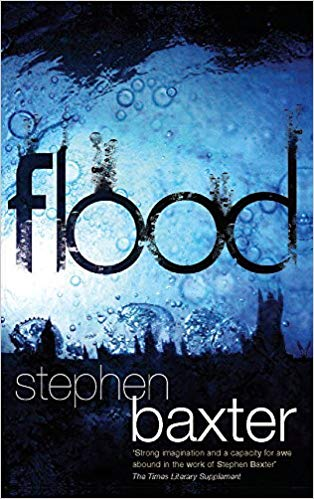 flood
stephen
baxter
'Strong imagination and a capacity for awe
abound in the work of Stephen Baxter'
The Times Literary Supplement